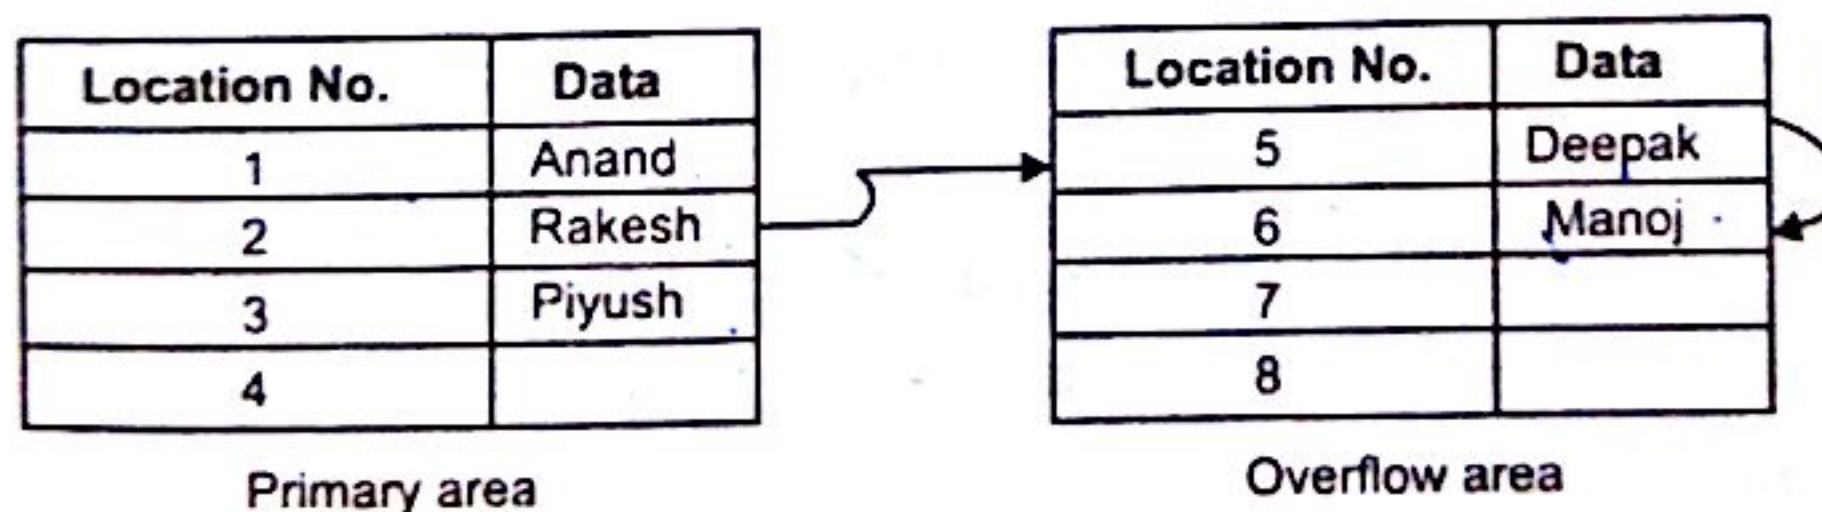 Location No. Data
1 Anand
2 Rakesh
3 Piyush
4
Primary area
Location No. Data
5 Deepak
6 Manoj
7
8
Overflow area